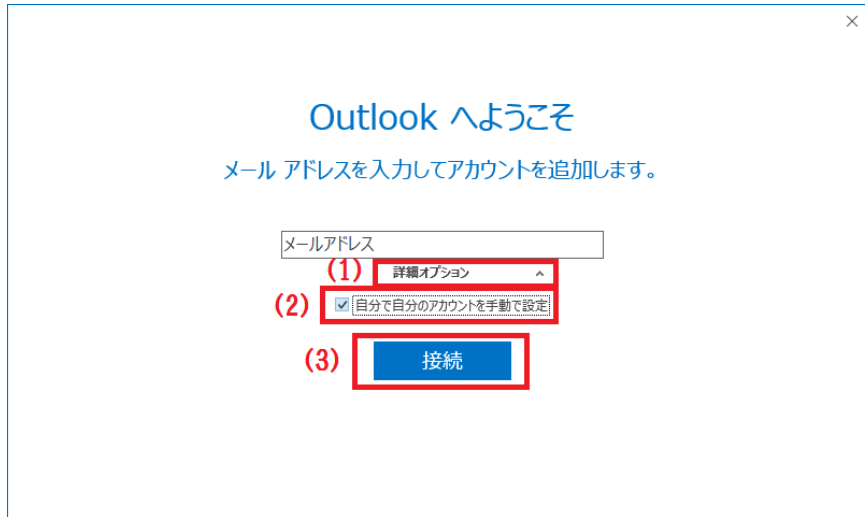 Outlook へようこそ
メール アドレスを入力してアカウントを追加します。
メールアドレス
(1) 詳細オプション
(2) 自分で自分のアカウントを手動で設定
(3) 接続